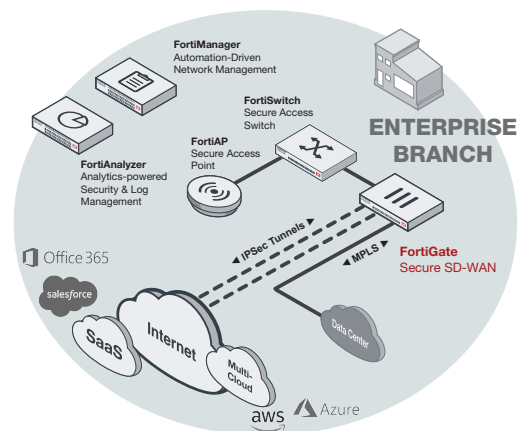 FortiManager
Automation-Driven
Network Management
FortiSwitch
Secure Access
Switch
ENTERPRISE
BRANCH
FortiAP
Secure Access
Point
FortiAnalyzer
Analytics-powered
Security & Log
Management
◄ IPSec Tunnels ►
◄ MPLS ►
FortiGate
Secure SD-WAN
Office 365
salesforce
SaaS
Internet
Multi-
Cloud
Data Center
aws
Azure